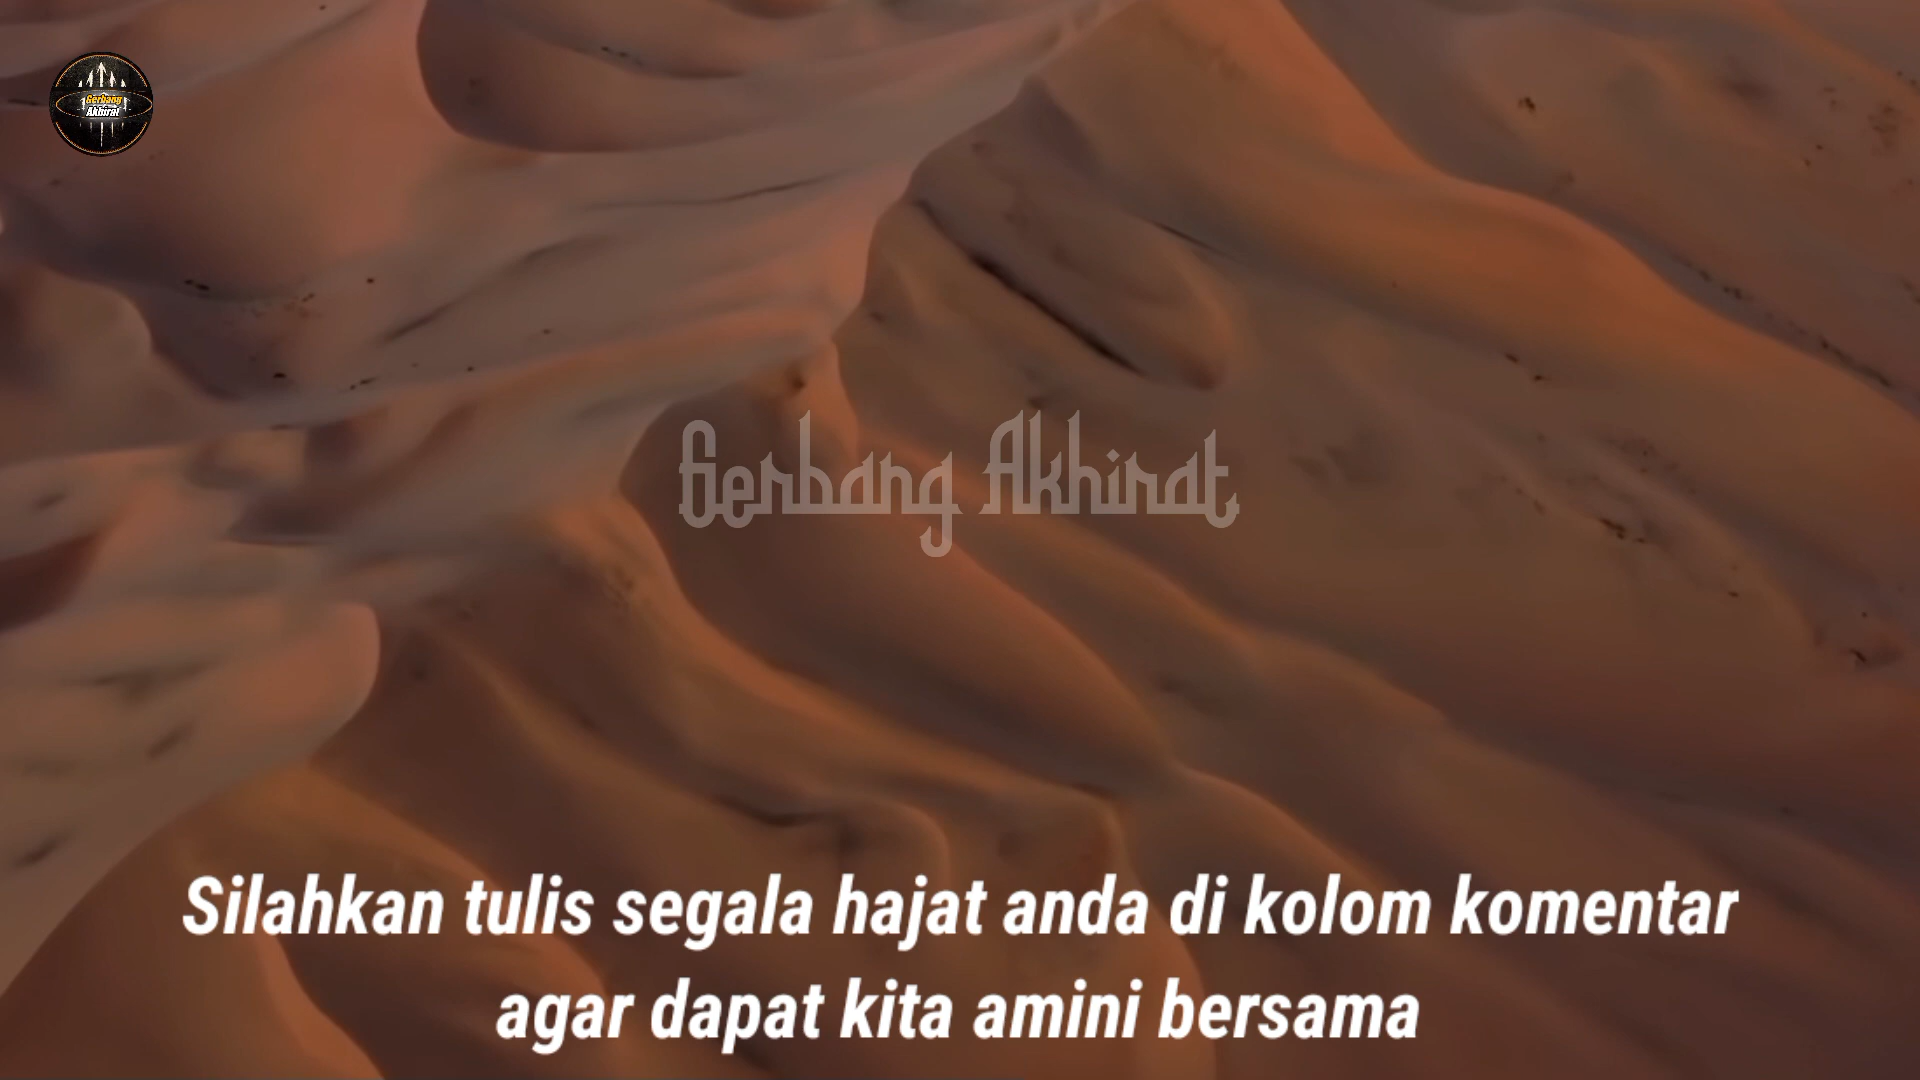 Gerbang
Akhirat
Gerbang Akhirat
Silahkan tulis segala hajat anda di kolom komentar
agar dapat kita amini bersama